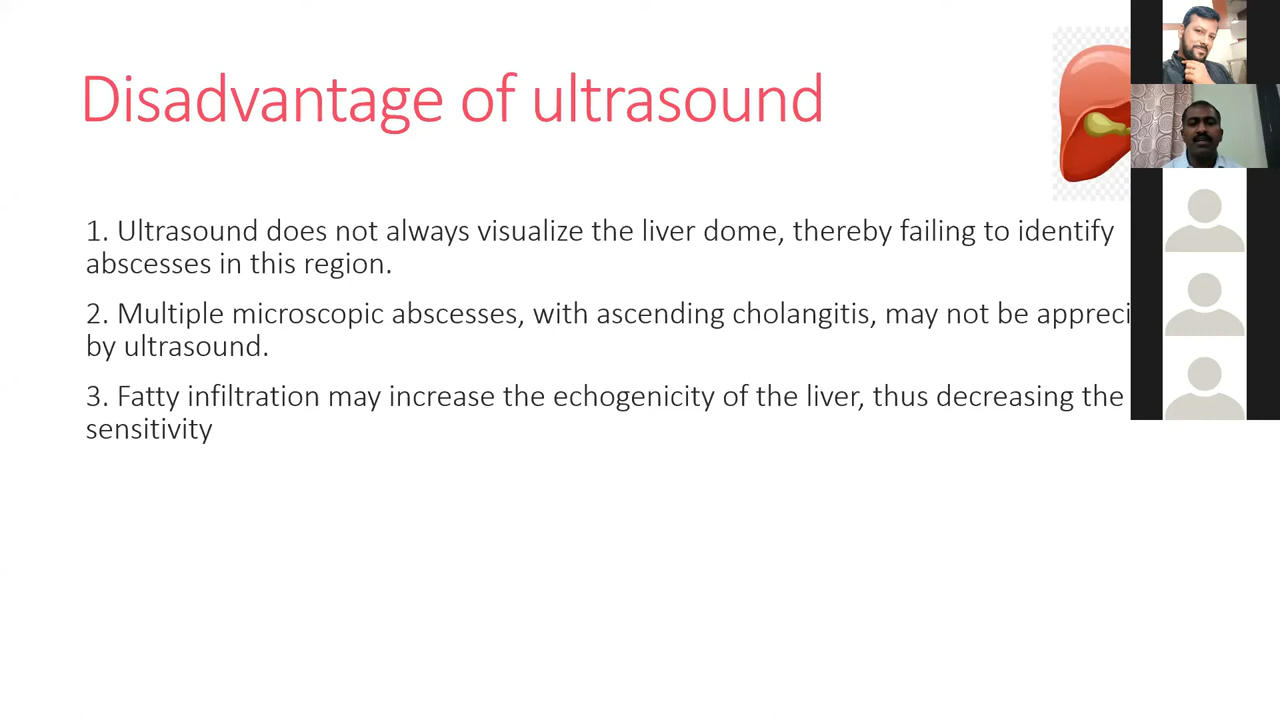 Disadvantage of ultrasound
1. Ultrasound does not always visualize the liver dome, thereby failing to identify
abscesses in this region.
2. Multiple microscopic abscesses, with ascending cholangitis, may not be
by ultrasound.
3. Fatty infiltration may increase the echogenicity of the liver, thus decreasing the
sensitivity